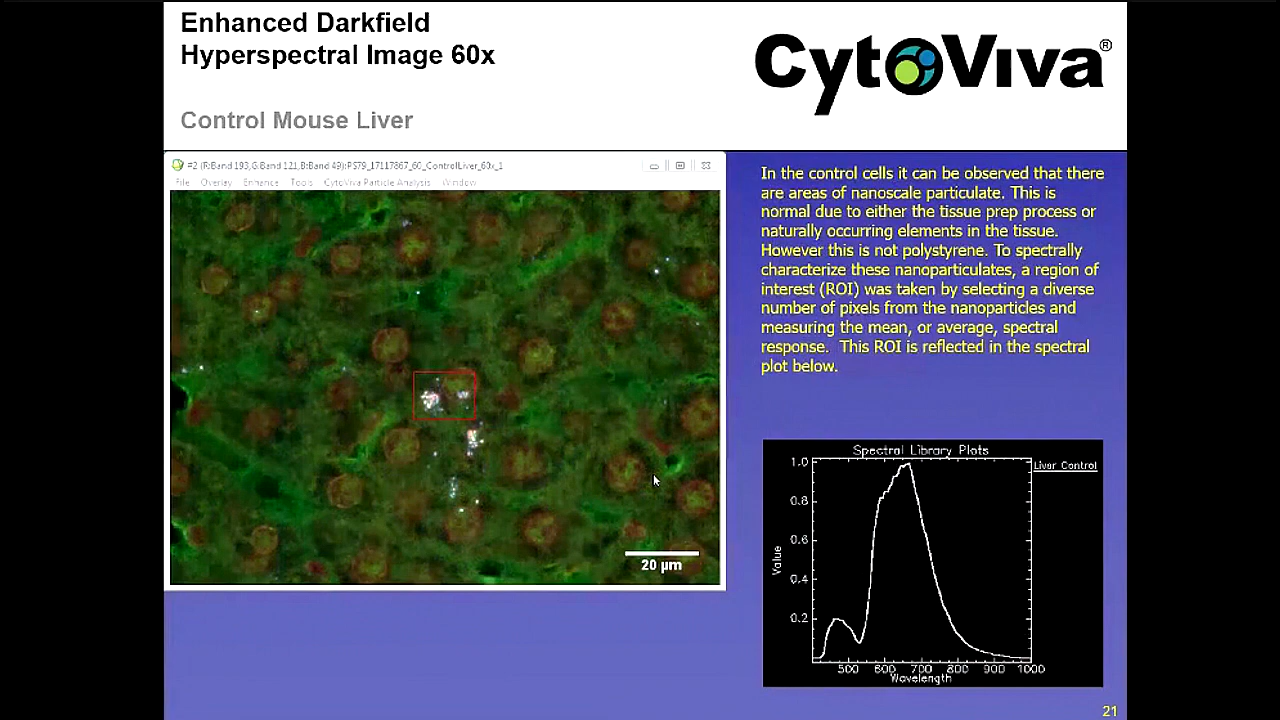 Enhanced Darkfield
Hyperspectral Image 60x
CytoViva®
Control Mouse Liver
#2 (R:Band 193,G:Band 121,B:Band 49):PS79_17117867_60_ControlLiver_60x_1
File Overlay Enhance Tools CytoViva Particle Analysis Window
20 µm
In the control cells it can be observed that there
are areas of nanoscale particulate. This is
normal due to either the tissue prep process or
naturally occurring elements in the tissue.
However this is not polystyrene. To spectrally
characterize these nanoparticulates, a region of
interest (ROI) was taken by selecting a diverse
number of pixels from the nanoparticles and
measuring the mean, or average, spectral
response. This ROI is reflected in the spectral
plot below.
Spectral Library Plots
Liver Control
1.0
0.8
0.6
0.4
0.2
Value
500 600 700 800 900 1000
Wavelength
21